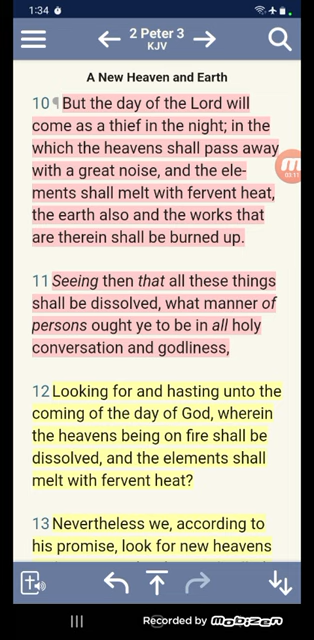 1:34
2 Peter 3
KJV
A New Heaven and Earth
10 ¶ But the day of the Lord will
come as a thief in the night; in the
which the heavens shall pass away
with a great noise, and the ele-
ments shall melt with fervent heat,
the earth also and the works that
are therein shall be burned up.
11 Seeing then that all these things
shall be dissolved, what manner of
persons ought ye to be in all holy
conversation and godliness,
12 Looking for and hasting unto the
coming of the day of God, wherein
the heavens being on fire shall be
dissolved, and the elements shall
melt with fervent heat?
13 Nevertheless we, according to
his promise, look for new heavens
Recorded by mobizen